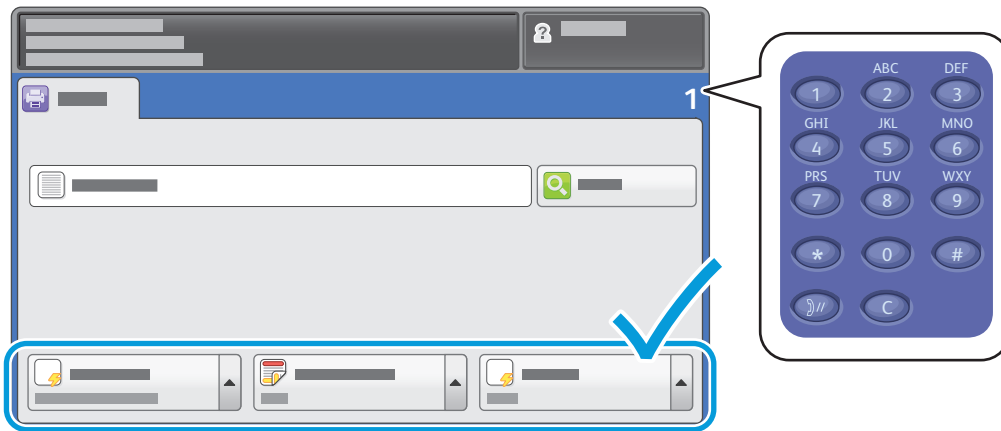 ?
1
ABC DEF
1 2 3
GHI JKL MNO
4 5 6
PRS TUV WXY
7 8 9
* 0 #
C